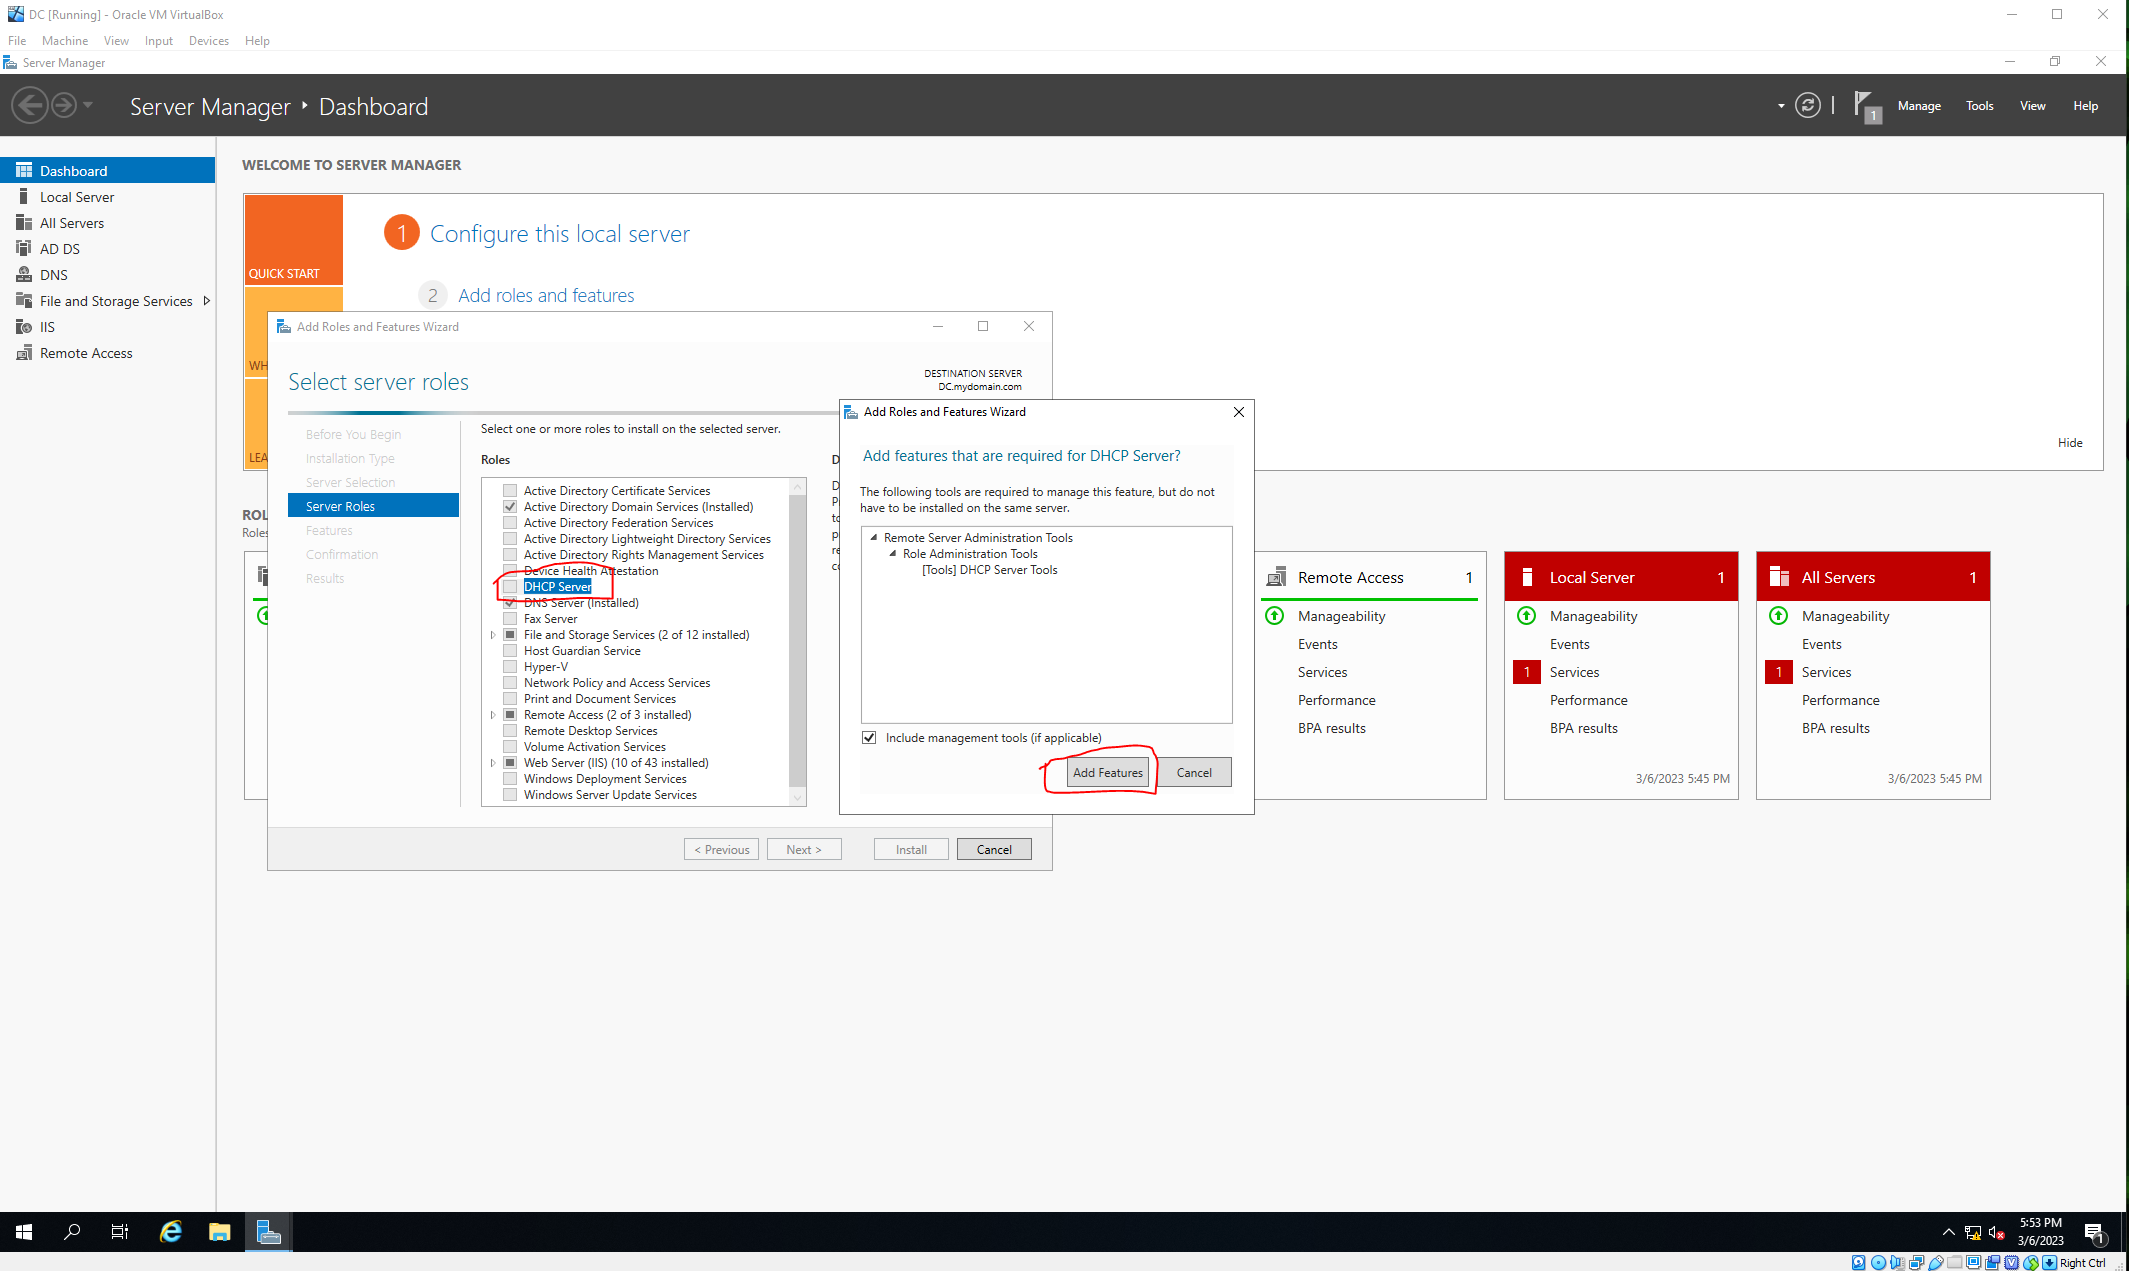 DC [Running] - Oracle VM VirtualBox
File Machine View Input Devices Help
Server Manager
Server Manager Dashboard
1
Manage Tools View Help
Dashboard
Local Server
All Servers
AD DS
DNS
File and Storage Services
IIS
Remote Access
WELCOME TO SERVER MANAGER
QUICK START
1 Configure this local server
2 Add roles and features
WH
LEA
Hide
ROL
Roles
Add Roles and Features Wizard
Select server roles
DESTINATION SERVER
DC.mydomain.com
Before You Begin
Installation Type
Server Selection
Server Roles
Features
Confirmation
Results
Select one or more roles to install on the selected server.
Roles
Active Directory Certificate Services
Active Directory Domain Services (Installed)
Active Directory Federation Services
Active Directory Lightweight Directory Services
Active Directory Rights Management Services
Device Health Attestation
DHCP Server
DNS Server (Installed)
Fax Server
File and Storage Services (2 of 12 installed)
Host Guardian Service
Hyper-V
Network Policy and Access Services
Print and Document Services
Remote Access (2 of 3 installed)
Remote Desktop Services
Volume Activation Services
Web Server (IIS) (10 of 43 installed)
Windows Deployment Services
Windows Server Update Services
< Previous Next > Install Cancel
Add Roles and Features Wizard
Add features that are required for DHCP Server?
The following tools are required to manage this feature, but do not
have to be installed on the same server.
Remote Server Administration Tools
Role Administration Tools
[Tools] DHCP Server Tools
Include management tools (if applicable)
Add Features Cancel
Remote Access 1
Manageability
Events
Services
Performance
BPA results
Local Server 1
Manageability
Events
1 Services
Performance
BPA results
3/6/2023 5:45 PM
All Servers 1
Manageability
Events
1 Services
Performance
BPA results
3/6/2023 5:45 PM
5:53 PM
3/6/2023
1
Right Ctrl